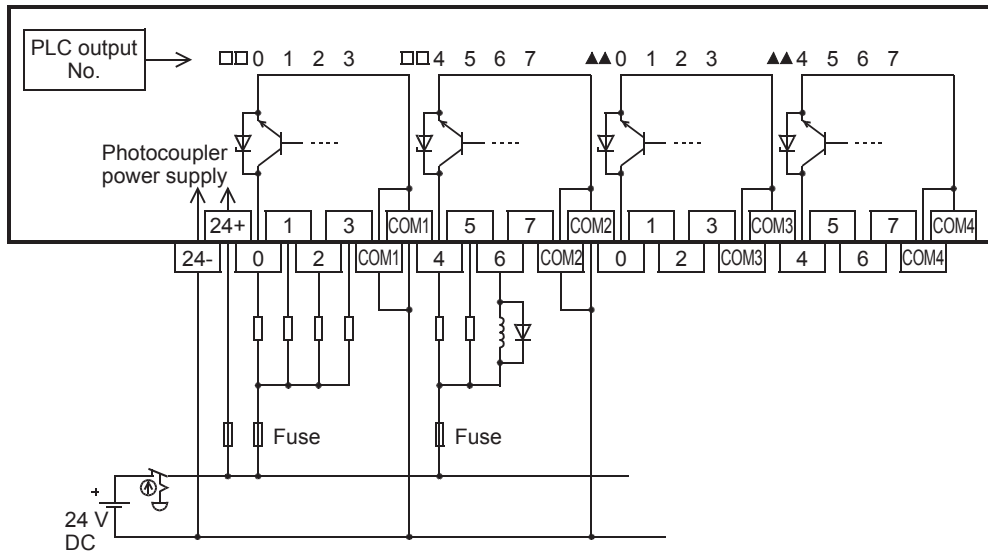 PLC output
No.
□□0 1 2 3 □□4 5 6 7 ▲▲0 1 2 3 ▲▲4 5 6 7
Photocoupler
power supply
24+ 1 3 COM1 5 7 COM2 1 3 COM3 5 7 COM4
24- 0 2 COM1 4 6 COM2 0 2 COM3 4 6 COM4
Fuse Fuse
+
24 V
DC